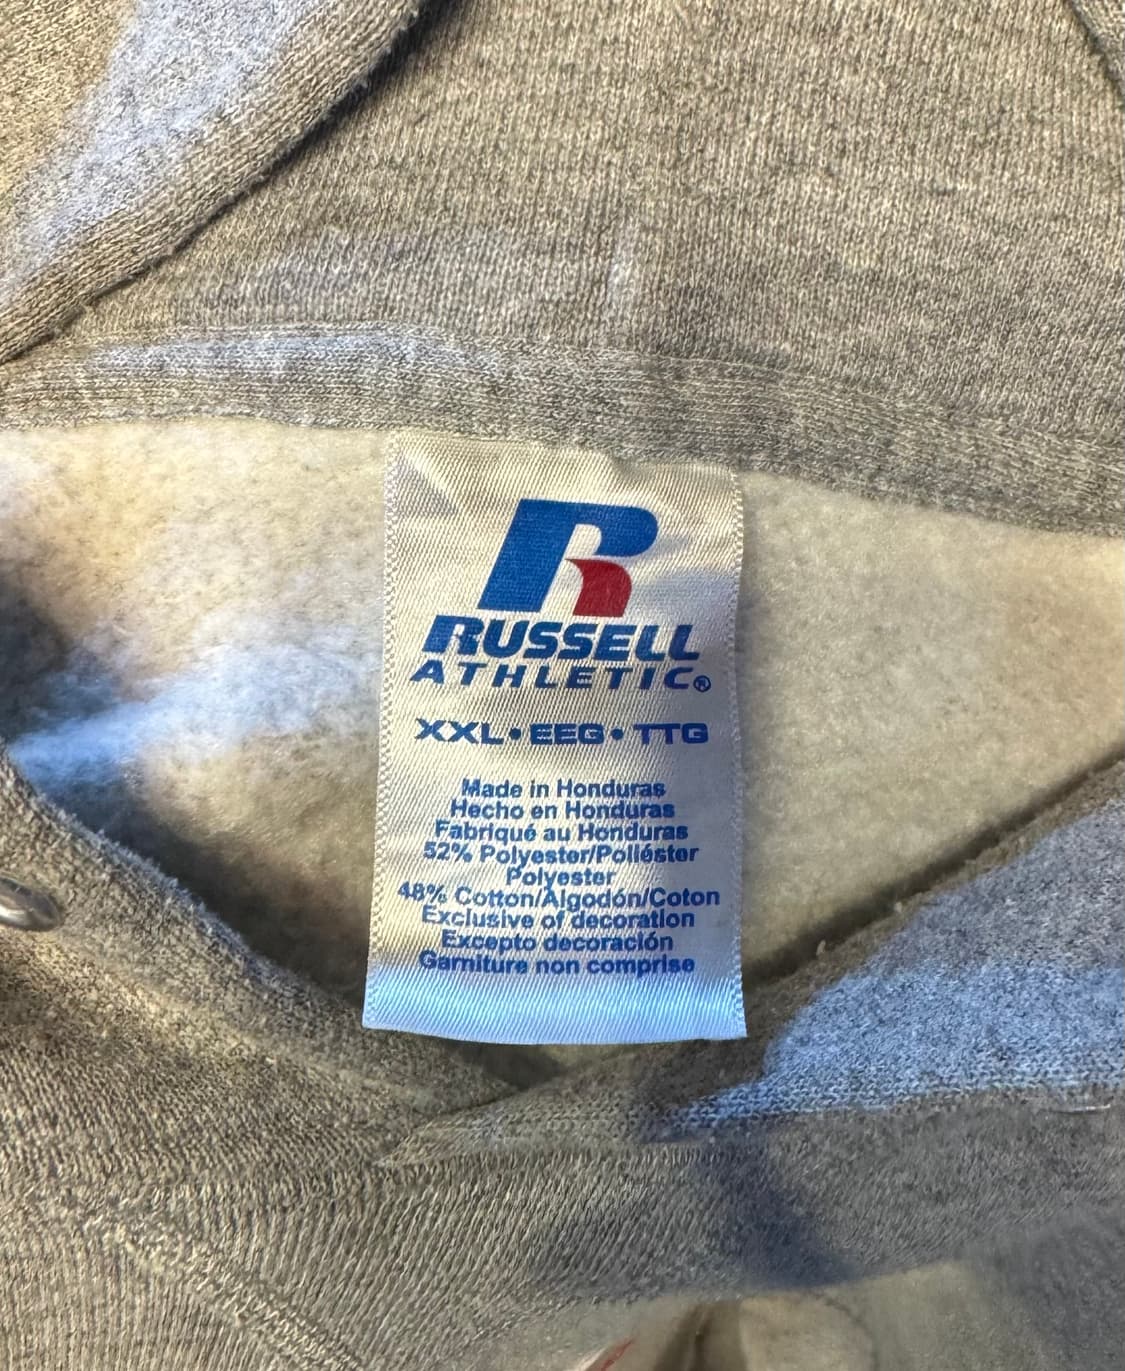 R
RUSSELL
ATHLETIC®
XXL • EEG • TTG
Made in Honduras
Hecho en Honduras
Fabriqué au Honduras
52% Polyester/Poliéster
Polyester
48% Cotton/Algodón/Coton
Exclusive of decoration
Excepto decoración
Garniture non comprise